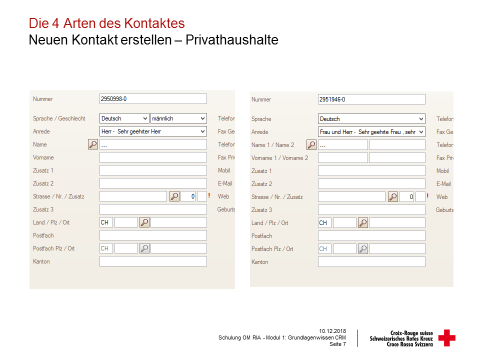 Die 4 Arten des Kontaktes
Neuen Kontakt erstellen – Privathaushalte
Nummer 2950998-0
Sprache / Geschlecht Deutsch männlich Telefor
Anrede Herr - Sehr geehrter Herr Fax Ge
Name ... Telefor
Vorname Fax Priv
Zusatz 1 Mobil
Zusatz 2 E-Mail
Strasse / Nr. / Zusatz 0 Web
Zusatz 3 Geburts
Land / Plz / Ort CH
Postfach
Postfach Plz / Ort CH
Kanton
Nummer 2951946-0
Sprache Deutsch Telefor
Anrede Frau und Herr - Sehr geehrte Frau , sehr Fax Ge
Name 1 / Name 2 ... Telefor
Vorname 1 / Vorname 2 Fax Pri
Zusatz 1 Mobil
Zusatz 2 E-Mail
Strasse / Nr. / Zusatz 0 Web
Zusatz 3 Geburts
Land / Plz / Ort CH
Postfach
Postfach Plz / Ort CH
Kanton
10.12.2018
Schulung OM RIA – Modul 1: Grundlagenwissen CRM
Seite 7
Croix-Rouge suisse
Schweizerisches Rotes Kreuz
Croce Rossa Svizzera